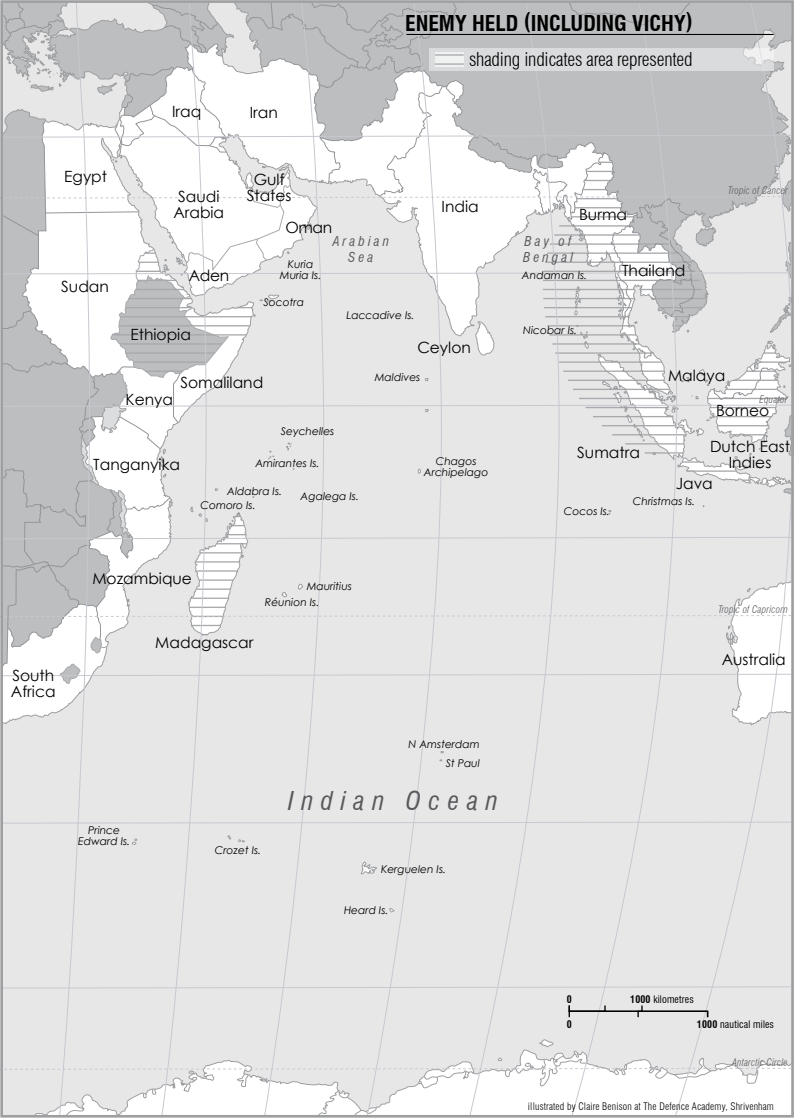 ENEMY HELD (INCLUDING VICHY)
shading indicates area represented
Iraq
Iran
Egypt
Gulf
States
Saudi
Arabia
India
Tropic of Cancer
Burma
Oman
Arabian
Sea
Bay of
Bengal
Kuria
Muria Is.
Aden
Andaman Is.
Thailand
Sudan
Socotra
Laccadive Is.
Ethiopia
Nicobar Is.
Ceylon
Somaliland
Maldives
Malaya
Kenya
Equator
Borneo
Seychelles
Sumatra
Dutch East
Indies
Tanganyika
Amirantes Is.
Chagos
Archipelago
Java
Aldabra Is.
Agalega Is.
Comoro Is.
Christmas Is.
Cocos Is.
Mozambique
Mauritius
Réunion Is.
Tropic of Capricorn
Madagascar
Australia
South
Africa
N Amsterdam
St Paul
Indian Ocean
Prince
Edward Is.
Crozet Is.
Kerguelen Is.
Heard Is.
0 1000 kilometres
0 1000 nautical miles
Antarctic Circle
illustrated by Claire Benison at The Defence Academy, Shrivenham